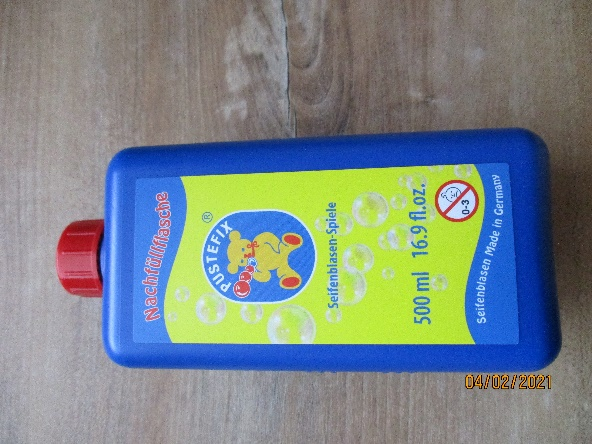 Nachfüllflasche
PUSTEFIX®
Seifenblasen-Spiele
500 ml 16.9 fl.oz.
0-3
Seifenblasen Made in Germany
04/02/2021